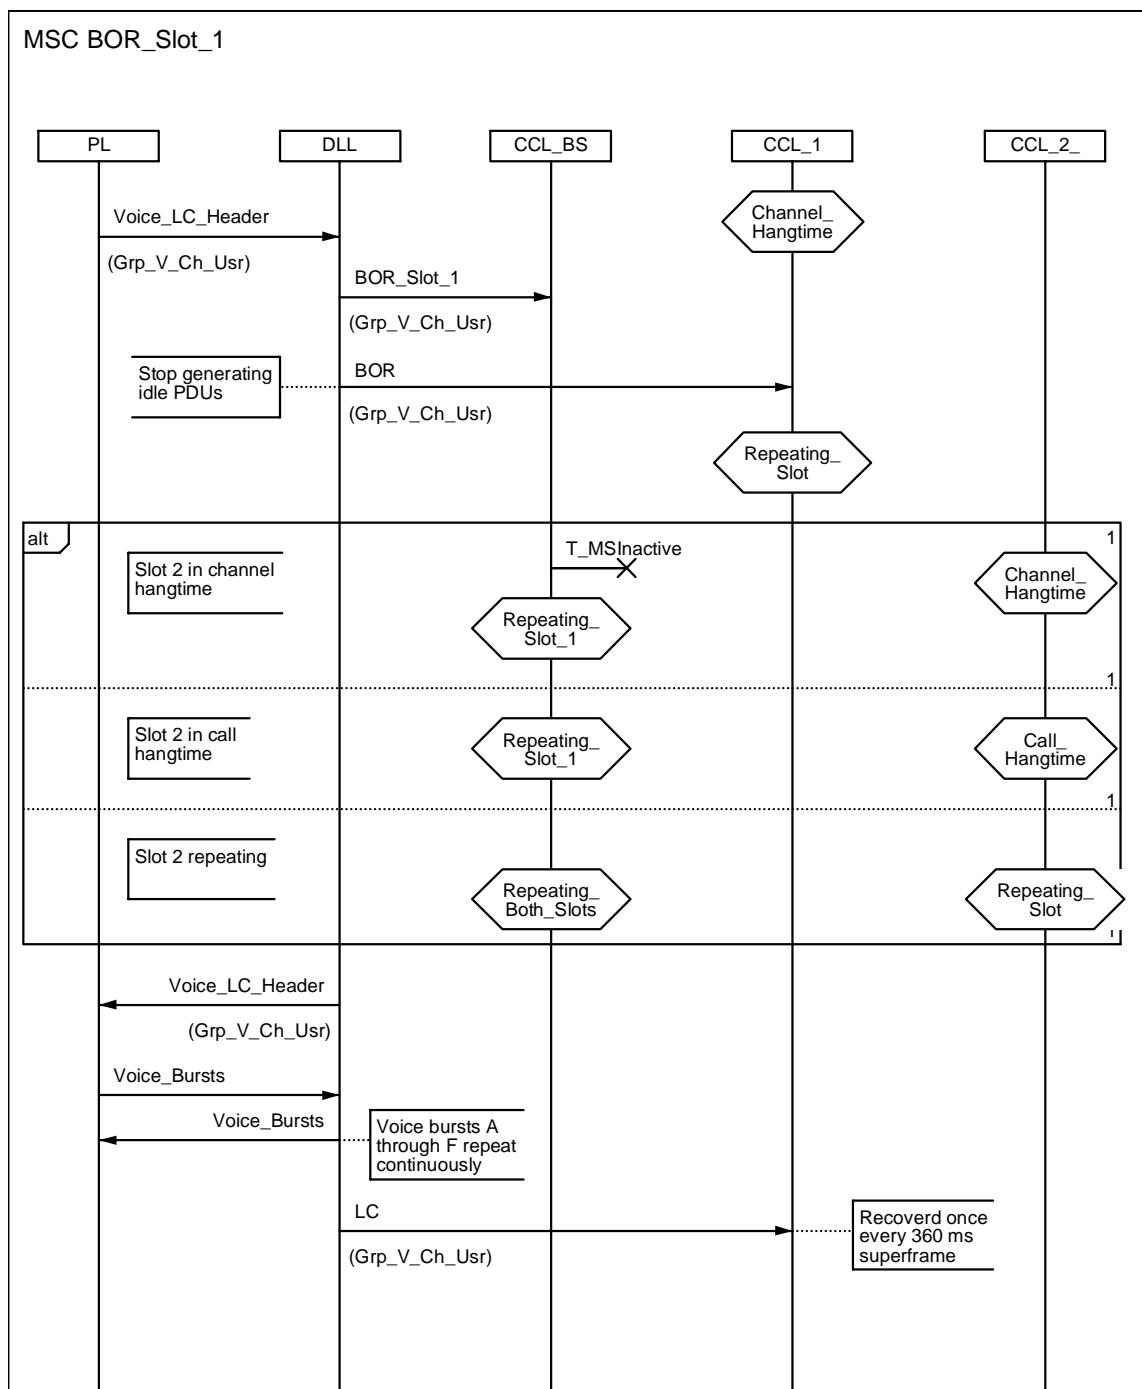 MSC BOR_Slot_1
PL
DLL
CCL_BS
CCL_1
CCL_2_
Voice_LC_Header
(Grp_V_Ch_Usr)
Channel_
Hangtime
BOR_Slot_1
(Grp_V_Ch_Usr)
Stop generating
idle PDUs
BOR
(Grp_V_Ch_Usr)
Repeating_
Slot
alt
1
Slot 2 in channel
hangtime
T_MSInactive
Channel_
Hangtime
Repeating_
Slot_1
1
Slot 2 in call
hangtime
Repeating_
Slot_1
Call_
Hangtime
1
Slot 2 repeating
Repeating_
Both_Slots
Repeating_
Slot
Voice_LC_Header
(Grp_V_Ch_Usr)
Voice_Bursts
Voice_Bursts
Voice bursts A
through F repeat
continuously
LC
(Grp_V_Ch_Usr)
Recoverd once
every 360 ms
superframe